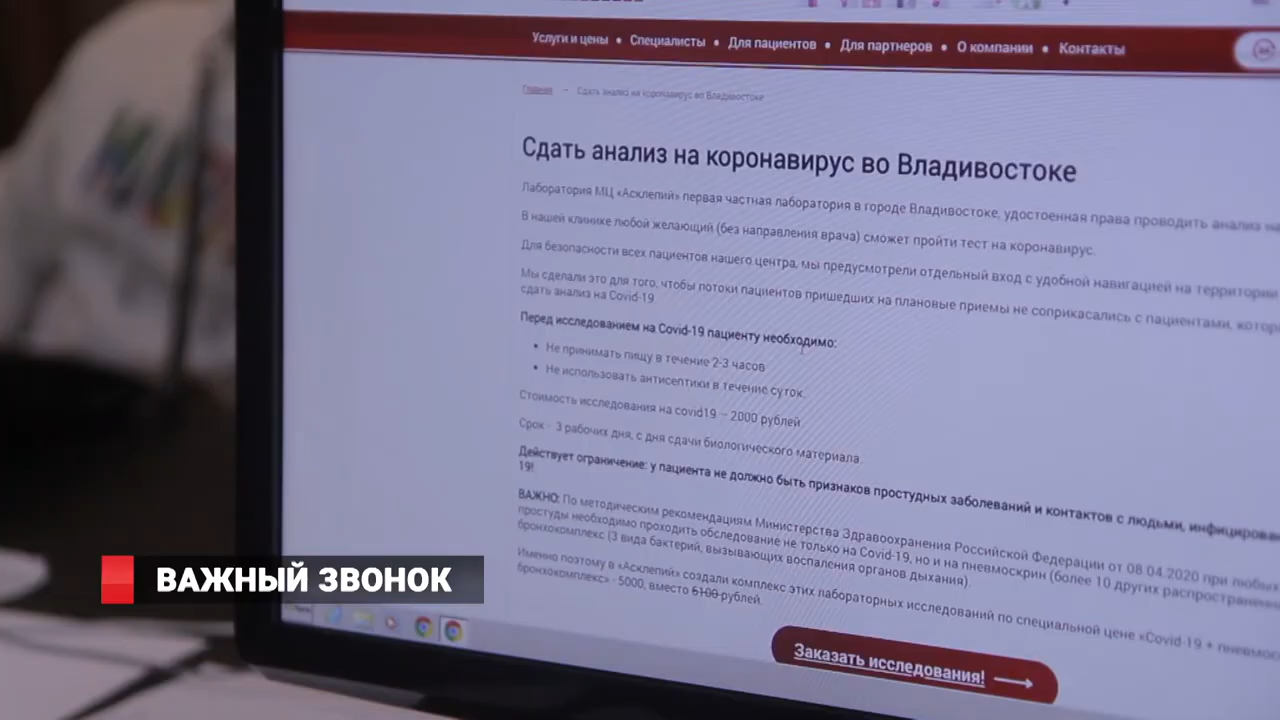 Услуги и цены • Специалисты • Для пациентов • Для партнеров • О компании • Контакты
Главная → Сдать анализ на коронавирус во Владивостоке
Сдать анализ на коронавирус во Владивостоке
Лаборатория МЦ «Асклепий» первая частная лаборатория в городе Владивостоке, удостоенная права проводить анализ на
В нашей клинике любой желающий (без направления врача) сможет пройти тест на коронавирус.
Для безопасности всех пациентов нашего центра, мы предусмотрели отдельный вход с удобной навигацией на территории
Мы сделали это для того, чтобы потоки пациентов пришедших на плановые приемы не соприкасались с пациентами,
сдать анализ на Covid-19
Перед исследованием на Covid-19 пациенту необходимо:
• Не принимать пищу в течение 2-3 часов
• Не использовать антисептики в течение суток.
Стоимость исследования на covid19 – 2000 рублей
Срок - 3 рабочих дня, с дня сдачи биологического материала.
Действует ограничение: у пациента не должно быть признаков простудных заболеваний и контактов с людьми,
19!
ВАЖНО: По методическим рекомендациям Министерства Здравоохранения Российской Федерации от 08.04.2020 при любых
простуды необходимо проходить обследование не только на Covid-19, но и на пневмоскрин (более 10 других
бронхокомплекс (3 вида бактерий, вызывающих воспаления органов дыхания).
Именно поэтому в «Асклепий» создали комплекс этих лабораторных исследований по специальной цене «Covid-19 +
бронхокомплекс» - 5000, вместо 6100 рублей.
Заказать исследования!
ВАЖНЫЙ ЗВОНОК